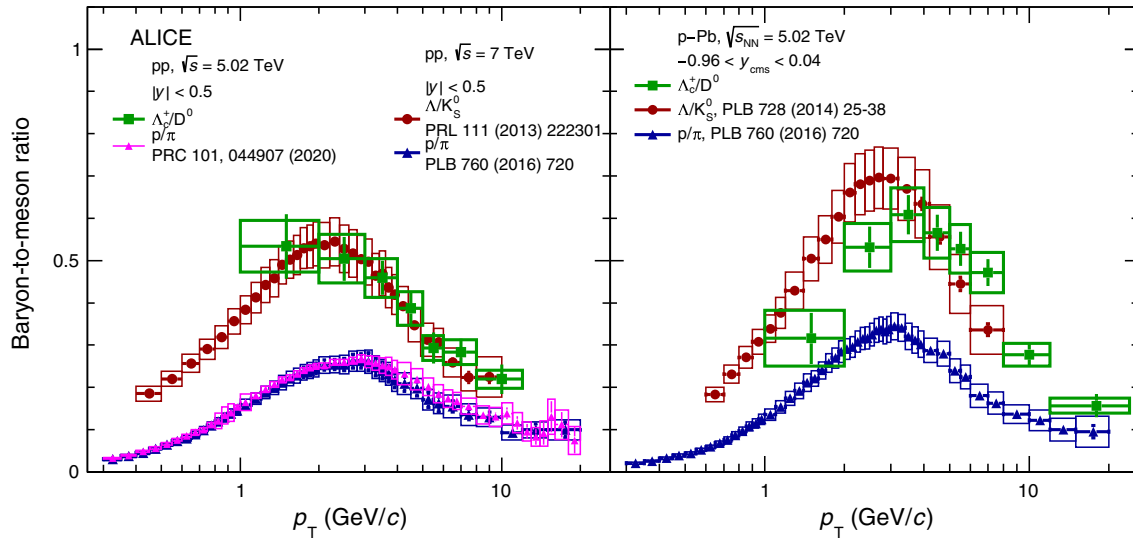 ALICE
pp, √s = 5.02 TeV
|y| < 0.5
Λc+/D0
p/π
PRC 101, 044907 (2020)
pp, √s = 7 TeV
|y| < 0.5
Λ/K0S
PRL 111 (2013) 222301
p/π
PLB 760 (2016) 720
p–Pb, √sNN = 5.02 TeV
−0.96 < ycms < 0.04
Λc+/D0
Λ/K0S, PLB 728 (2014) 25-38
p/π, PLB 760 (2016) 720
Baryon-to-meson ratio
1
0.5
0
1
10
1
10
pT (GeV/c)
pT (GeV/c)